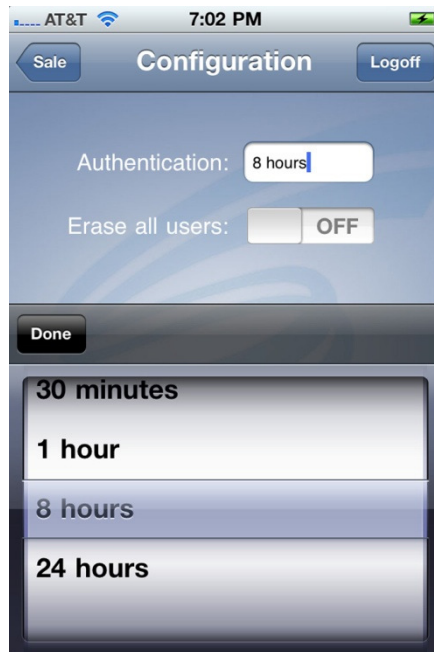 AT&T 7:02 PM
Sale Configuration Logoff
Authentication: 8 hours
Erase all users: OFF
Done
30 minutes
1 hour
8 hours
24 hours